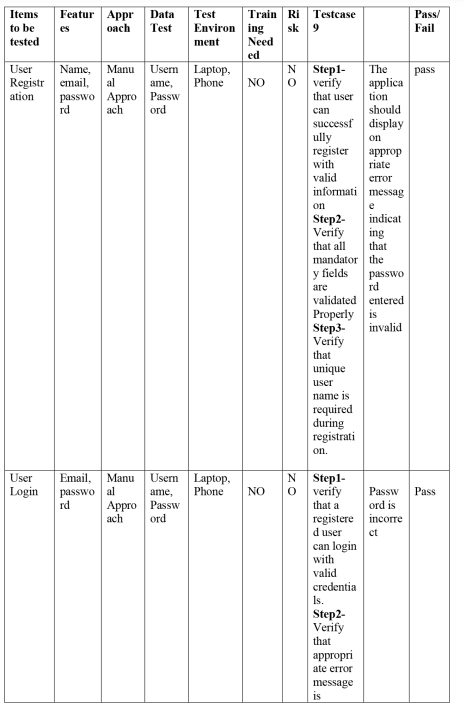 Items to be tested
Featur es
Appr oach
Data Test
Test Environ ment
Train ing Need ed
Ri sk
Testcase 9
Pass/ Fail
User Registr ation
Name, email, passwo rd
Manu al Appro ach
Usern ame, Passw ord
Laptop, Phone
NO
N O
Step1-
verify
that user
can
successf
ully
register
with
valid
informati
on
Step2-
Verify
that all
mandator
y fields
are
validated
Properly
Step3-
Verify
that
unique
user
name is
required
during
registrati
on.
The
applica
tion
should
display
on
approp
riate
error
messag
e
indicat
ing
that
the
passwo
rd
entered
is
invalid
pass
User Login
Email, passwo rd
Manu al Appro ach
Usern ame, Passw ord
Laptop, Phone
NO
N O
Step1-
verify
that a
registere
d user
can login
with
valid
credentia
ls.
Step2-
Verify
that
appropri
ate error
message
is
Passw
ord is
incorre
ct
Pass